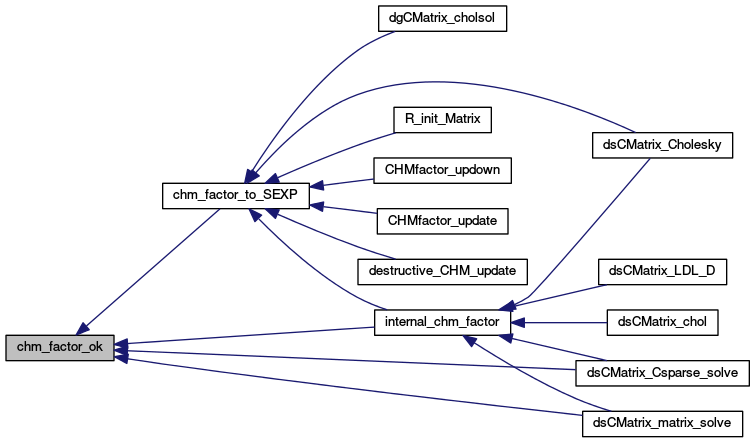 dgCMatrix_cholsol
R_init_Matrix
dsCMatrix_Cholesky
CHMfactor_updown
chm_factor_to_SEXP
CHMfactor_update
destructive_CHM_update
dsCMatrix_LDL_D
internal_chm_factor
dsCMatrix_chol
chm_factor_ok
dsCMatrix_Csparse_solve
dsCMatrix_matrix_solve